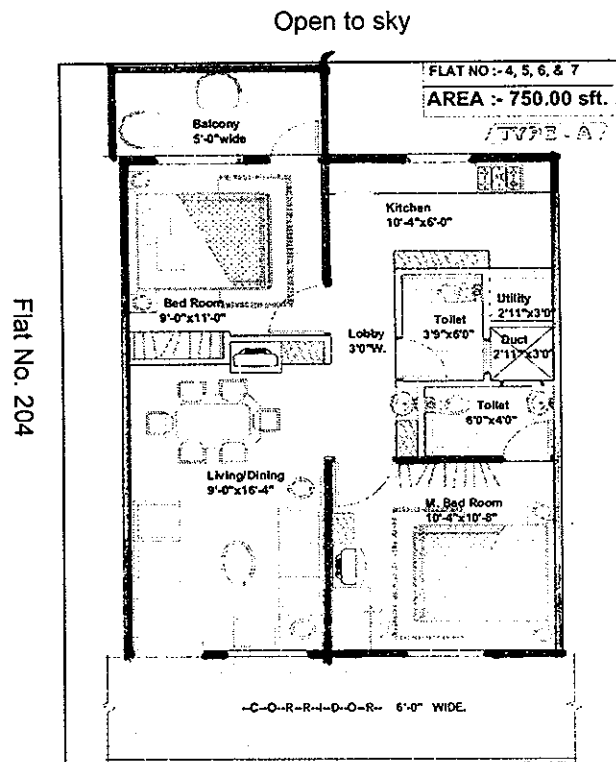 Open to sky
FLAT NO :- 4, 5, 6, & 7
AREA :- 750.00 sft.
TYPE - A
Balcony
5'-0" wide
Kitchen
10'-4"x6'-0"
Bed Room
9'-0"x11'-0"
Utility
2'11"x3'0"
Toilet
3'9"x6'0"
Lobby
3'0"W.
Duct
2'11"x3'0"
Flat No. 204
Toilet
6'0"x4'0"
Living/Dining
9'-0"x16'-4"
M. Bed Room
10'-4"x10'-6"
C-O-R-R-I-D-O-R- 6'-0" WIDE.